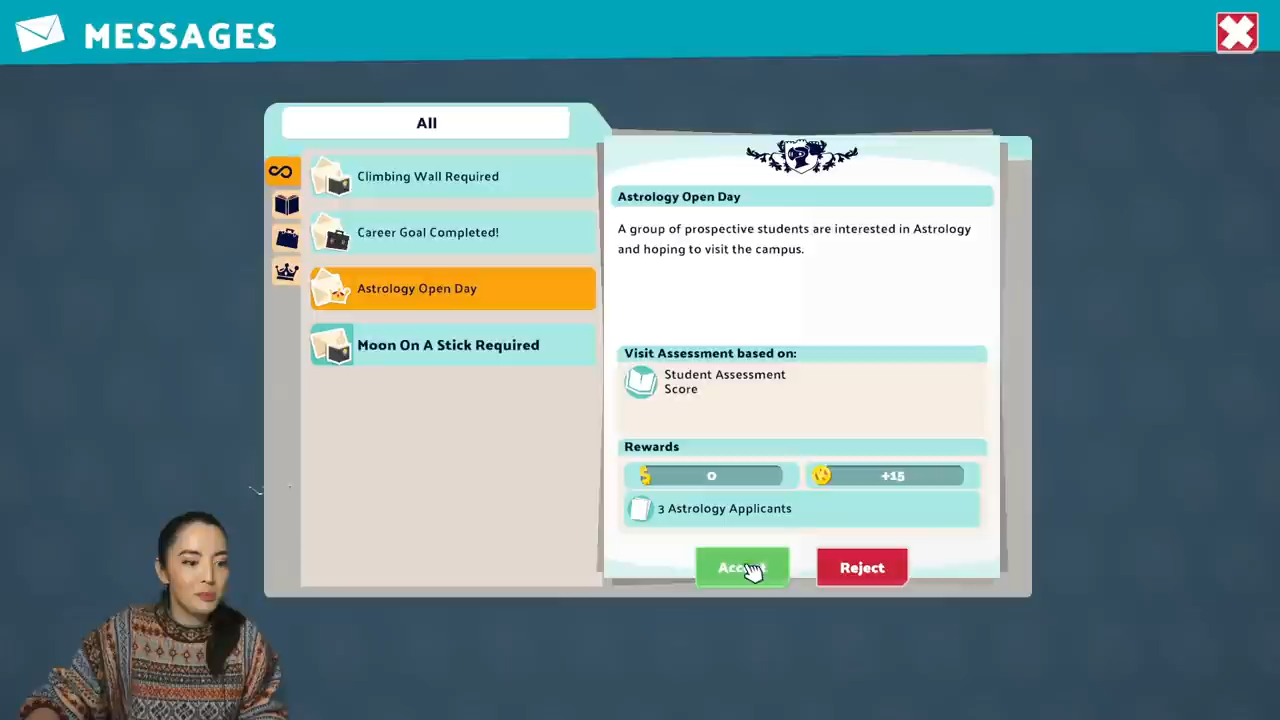 MESSAGES
All
Climbing Wall Required
Career Goal Completed!
Astrology Open Day
Moon On A Stick Required
Astrology Open Day
A group of prospective students are interested in Astrology
and hoping to visit the campus.
Visit Assessment based on:
Student Assessment
Score
Rewards
0
+15
3 Astrology Applicants
Reject